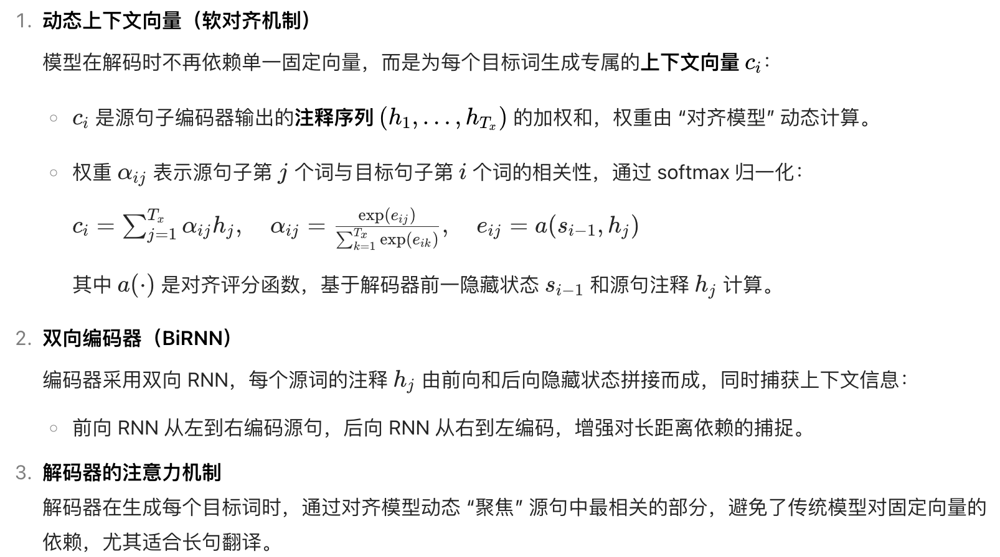 1. 动态上下文向量（软对齐机制）
模型在解码时不再依赖单一固定向量，而是为每个目标词生成专属的上下文向量 $c_i$：
○ $c_i$ 是源句子编码器输出的注释序列 $(h_1, \ldots, h_{T_x})$ 的加权和，权重由 “对齐模型” 动态计算。
○ 权重 $\alpha_{ij}$ 表示源句子第 $j$ 个词与目标句子第 $i$ 个词的相关性，通过 softmax 归一化：
$c_i = \sum_{j=1}^{T_x} \alpha_{ij} h_j, \quad \alpha_{ij} = \frac{\exp(e_{ij})}{\sum_{k=1}^{T_x} \exp(e_{ik})}, \quad e_{ij} = a(s_{i-1}, h_j)$
其中 $a(\cdot)$ 是对齐评分函数，基于解码器前一隐藏状态 $s_{i-1}$ 和源句注释 $h_j$ 计算。
2. 双向编码器（BiRNN）
编码器采用双向 RNN，每个源词的注释 $h_j$ 由前向和后向隐藏状态拼接而成，同时捕获上下文信息：
○ 前向 RNN 从左到右编码源句，后向 RNN 从右到左编码，增强对长距离依赖的捕捉。
3. 解码器的注意力机制
解码器在生成每个目标词时，通过对齐模型动态 “聚焦” 源句中最相关的部分，避免了传统模型对固定向量的
依赖，尤其适合长句翻译。